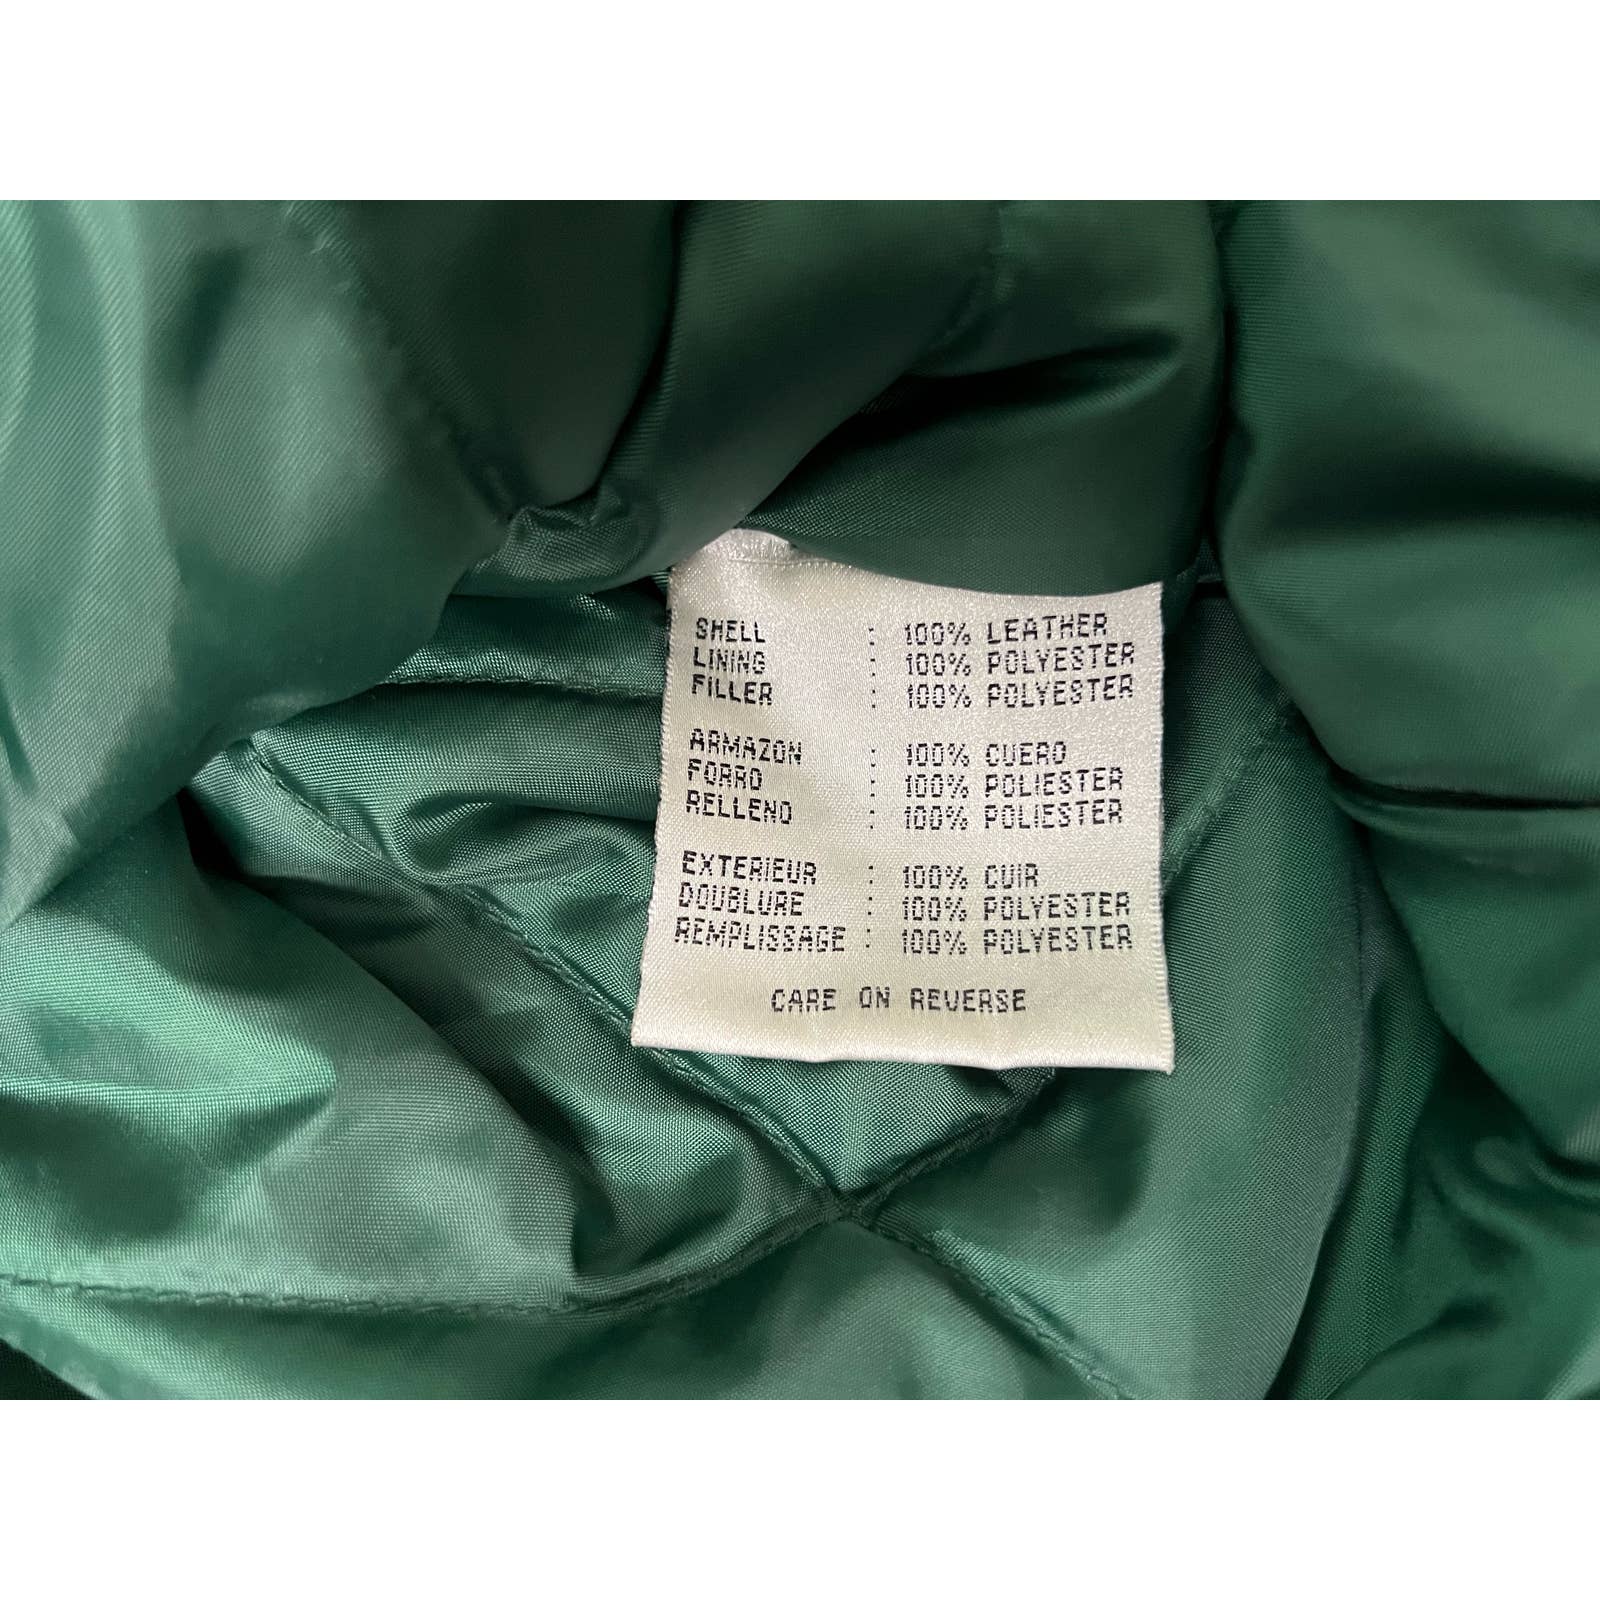 SHELL : 100% LEATHER
LINING : 100% POLYESTER
FILLER : 100% POLYESTER
ARMAZON : 100% CUERO
FORRO : 100% POLIESTER
RELLENO : 100% POLIESTER
EXTERIEUR : 100% CUIR
DOUBLURE : 100% POLYESTER
REMPLISSAGE : 100% POLYESTER
CARE ON REVERSE